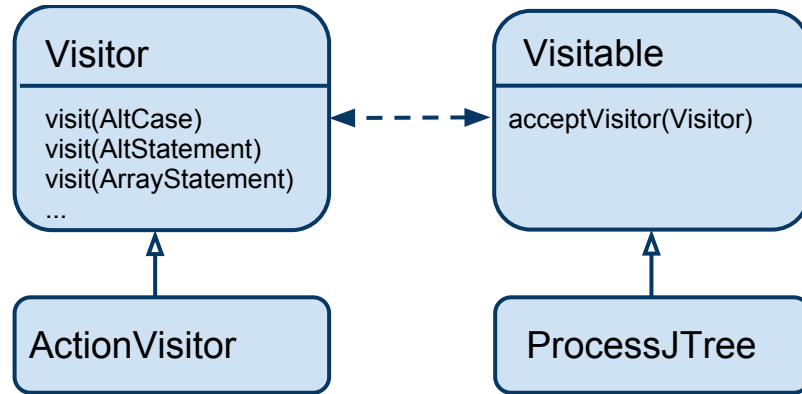 Visitor
visit(AltCase)
visit(AltStatement)
visit(ArrayStatement)
...
Visitable
acceptVisitor(Visitor)
ActionVisitor
ProcessJTree